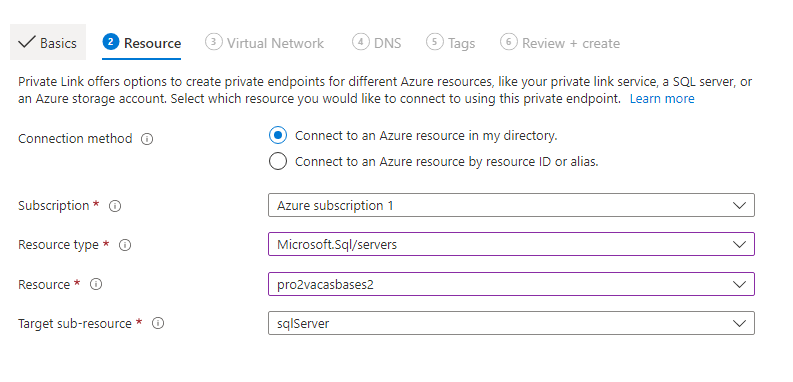 Basics 2 Resource 3 Virtual Network 4 DNS 5 Tags 6 Review + create
Private Link offers options to create private endpoints for different Azure resources, like your private link service, a SQL server, or
an Azure storage account. Select which resource you would like to connect to using this private endpoint. Learn more
Connection method Connect to an Azure resource in my directory.
Connect to an Azure resource by resource ID or alias.
Subscription * Azure subscription 1
Resource type * Microsoft.Sql/servers
Resource * pro2vacasbases2
Target sub-resource * sqlServer